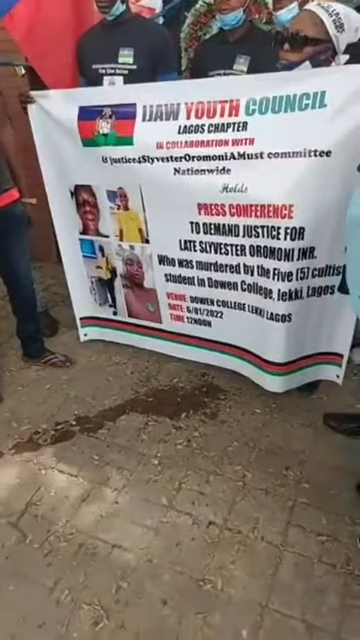 IJAW YOUTH COUNCIL
LAGOS CHAPTER
IN COLLABORATION WITH
justice4SlyvesterOromoniAMust committee
NATIONWIDE
Holds
PRESS CONFERENCE
TO DEMAND JUSTICE FOR
LATE SLYVESTER OROMONI JNR.
Who was murdered by the Five (5) cultist
student in Dowen College, lekki, Lagos
VENUE: DOWEN COLLEGE LEKKI LAGOS
DATE: 6/01/2022
TIME 12NOON